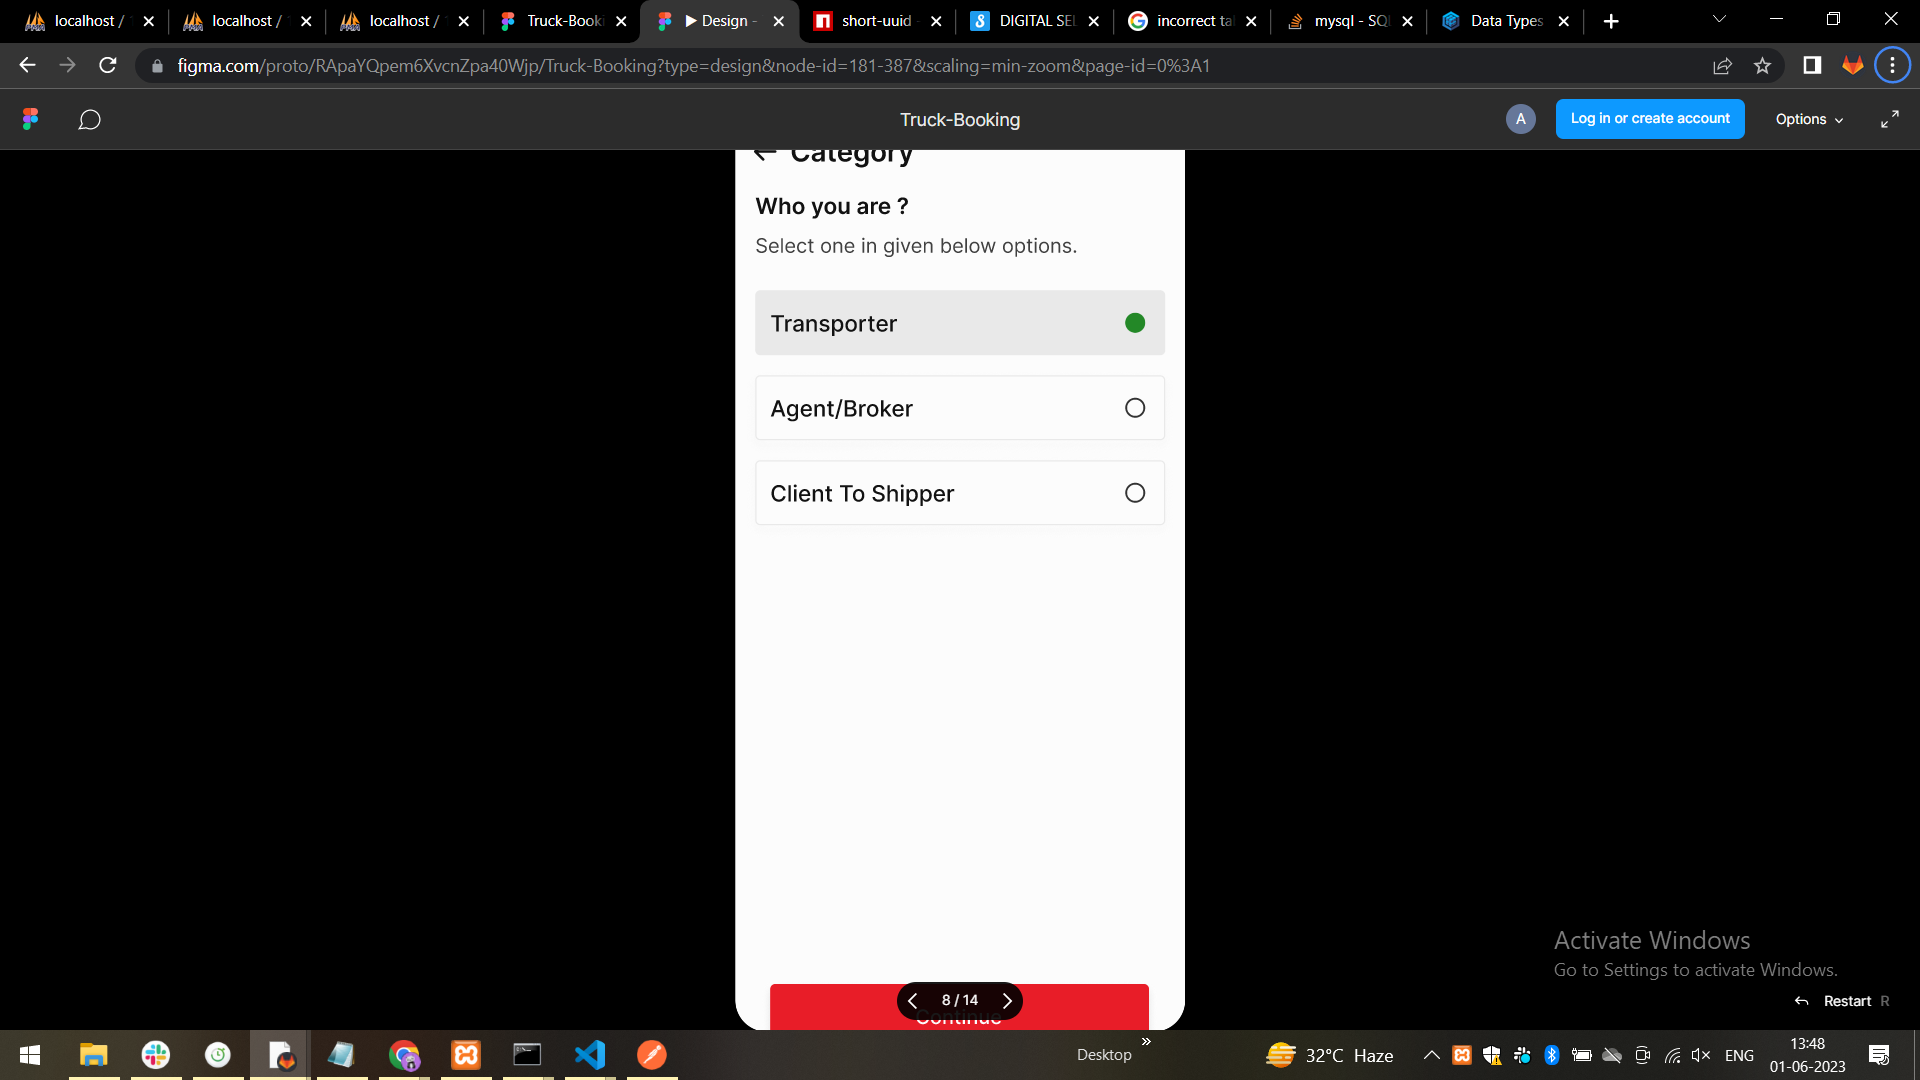 localhost /
localhost /
localhost /
Truck-Booki
▶ Design -
short-uuid
DIGITAL SEL
incorrect tal
mysql - SQL
Data Types
figma.com/proto/RApaYQpem6XvcnZpa40Wjp/Truck-Booking?type=design&node-id=181-387&scaling=min-zoom&page-id=0%3A1
Truck-Booking
A
Log in or create account
Options
Category
Who you are ?
Select one in given below options.
Transporter
Agent/Broker
Client To Shipper
8 / 14
Continue
Activate Windows
Go to Settings to activate Windows.
Restart R
Desktop
32°C Haze
ENG
13:48
01-06-2023